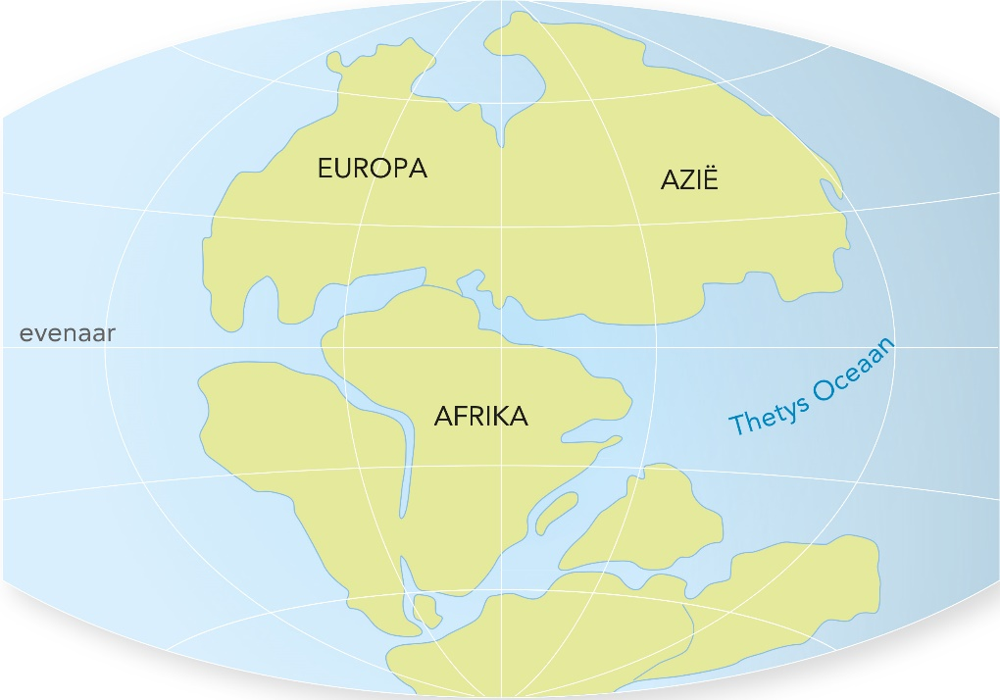 EUROPA
AZIË
evenaar
Thetys Oceaan
AFRIKA